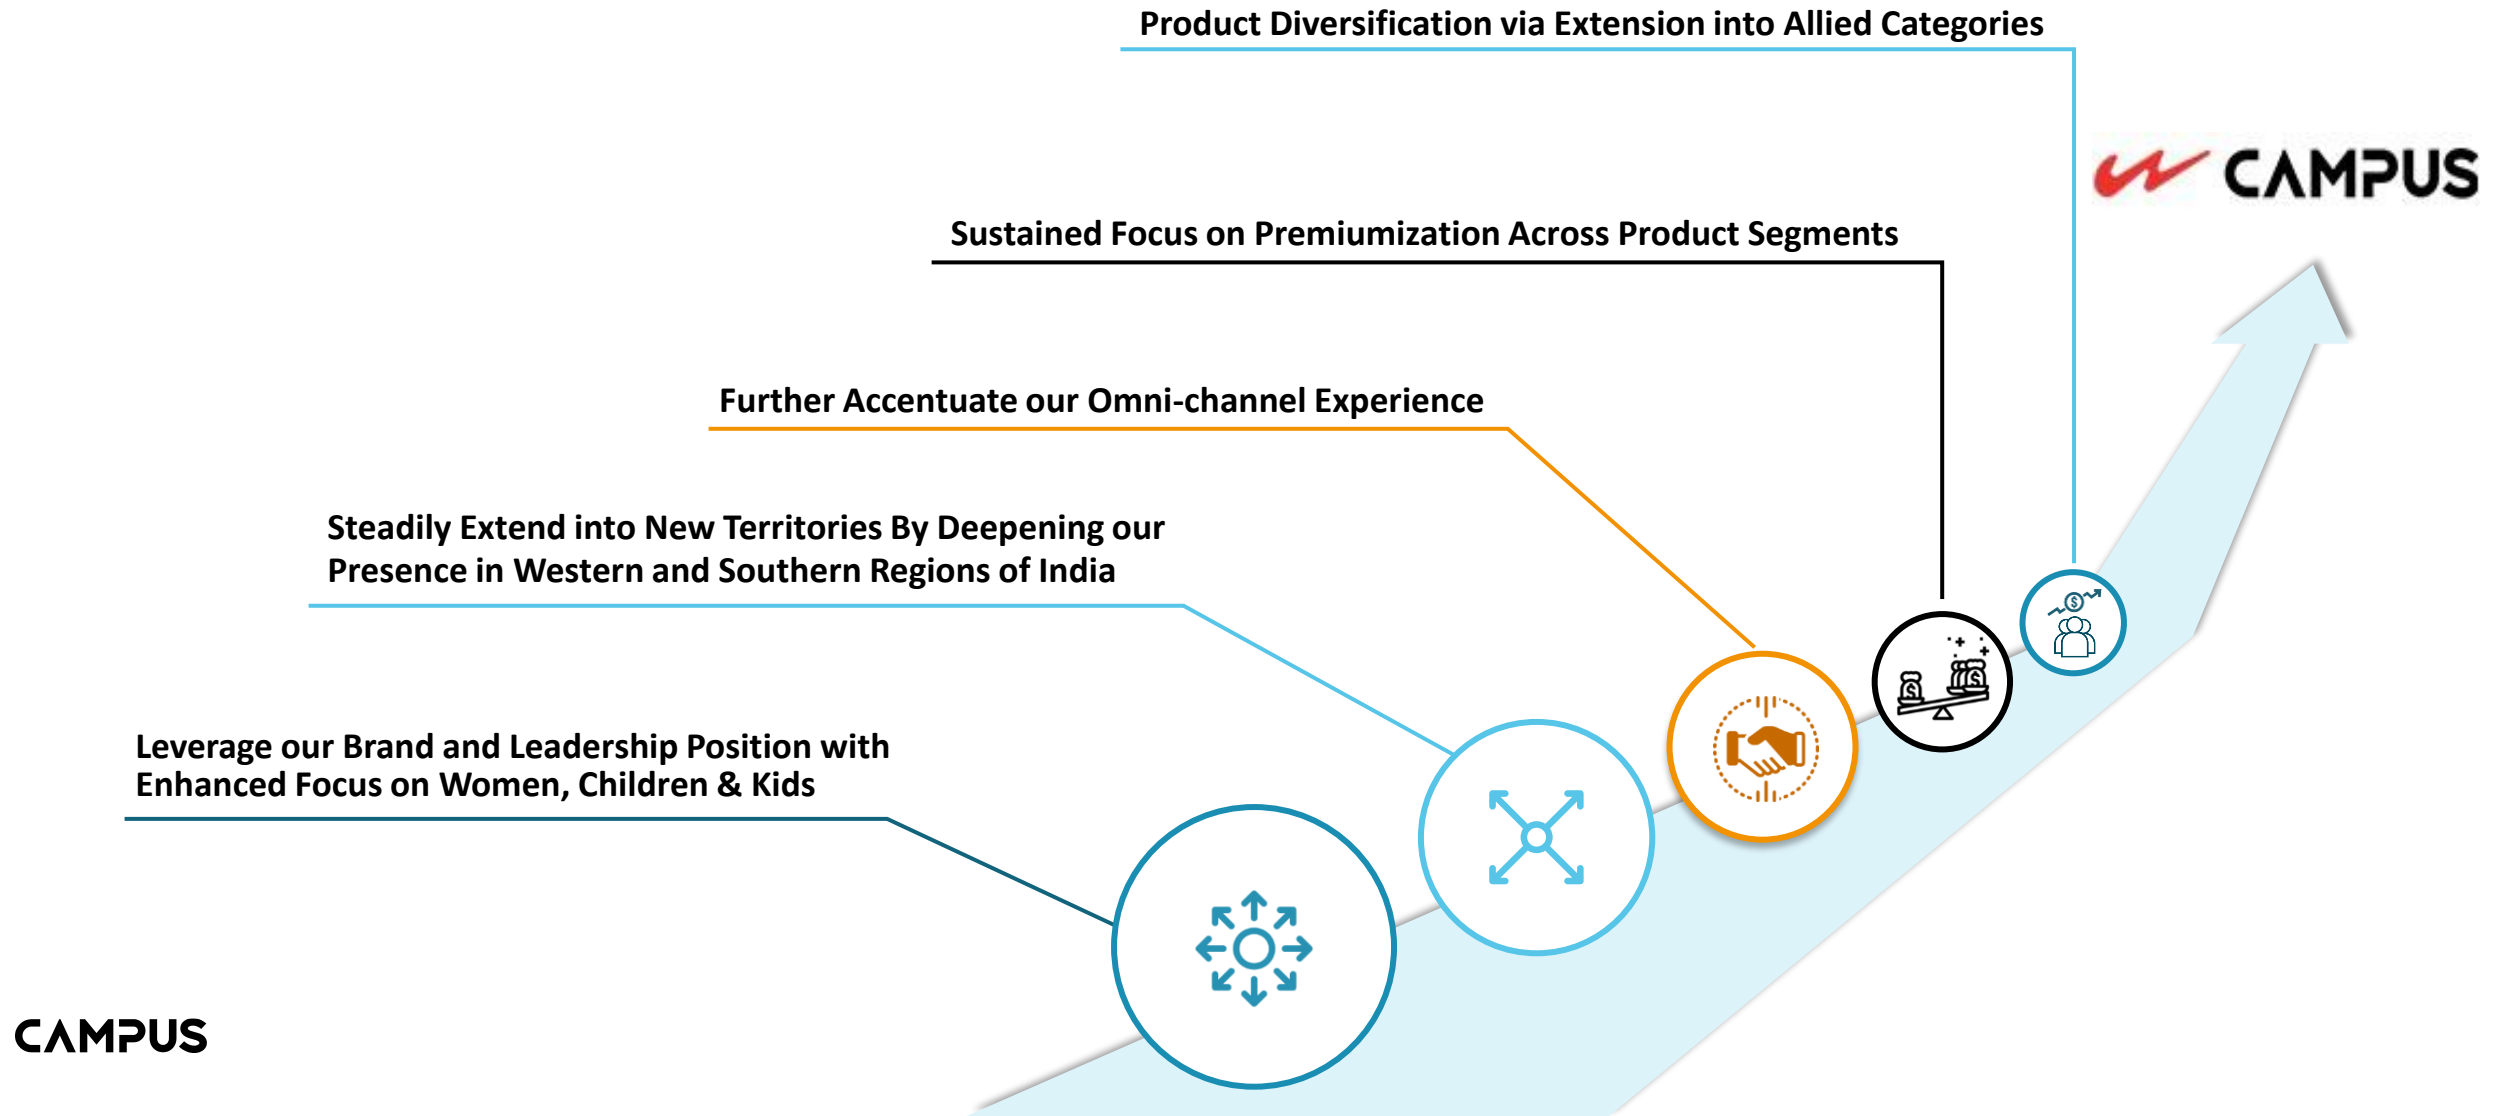 Product Diversification via Extension into Allied Categories
CAMPUS
Sustained Focus on Premiumization Across Product Segments
Further Accentuate our Omni-channel Experience
Steadily Extend into New Territories By Deepening our
Presence in Western and Southern Regions of India
Leverage our Brand and Leadership Position with
Enhanced Focus on Women, Children & Kids
CAMPUS